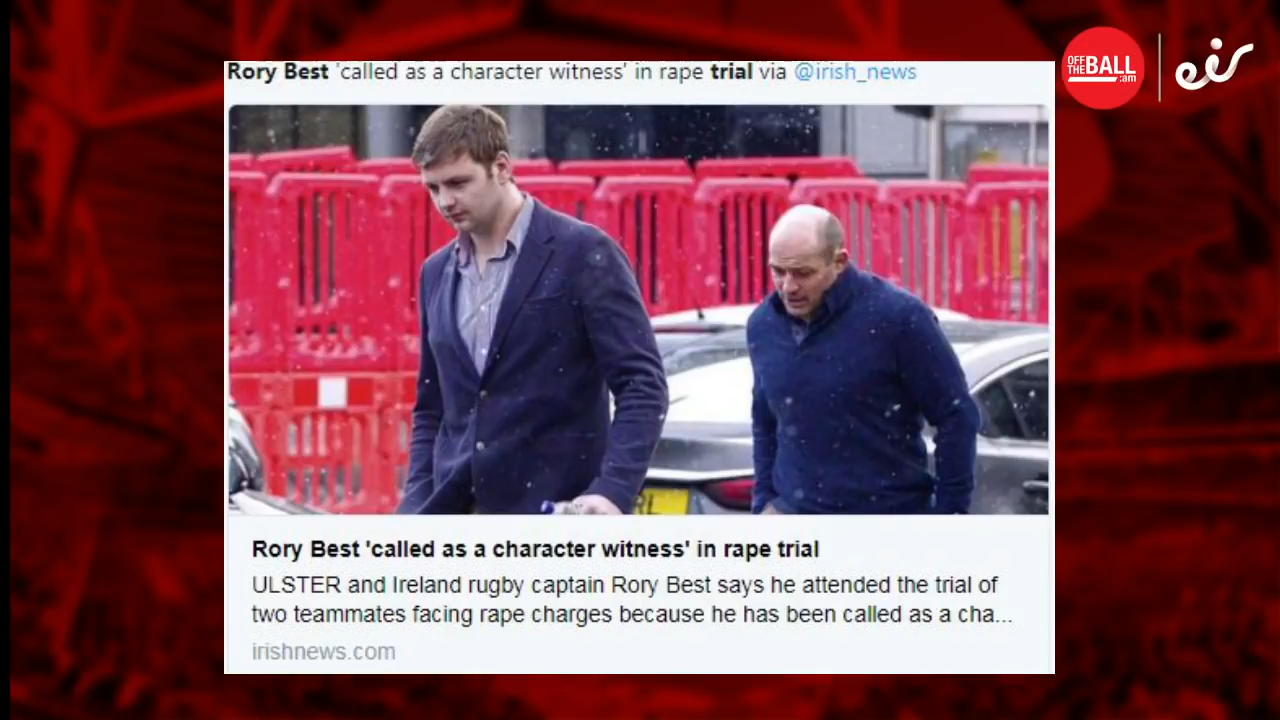 Rory Best 'called as a character witness' in rape trial via @irish_news
OFF
THE BALL
:am
eir
RL
Rory Best 'called as a character witness' in rape trial
ULSTER and Ireland rugby captain Rory Best says he attended the trial of
two teammates facing rape charges because he has been called as a cha...
irishnews.com